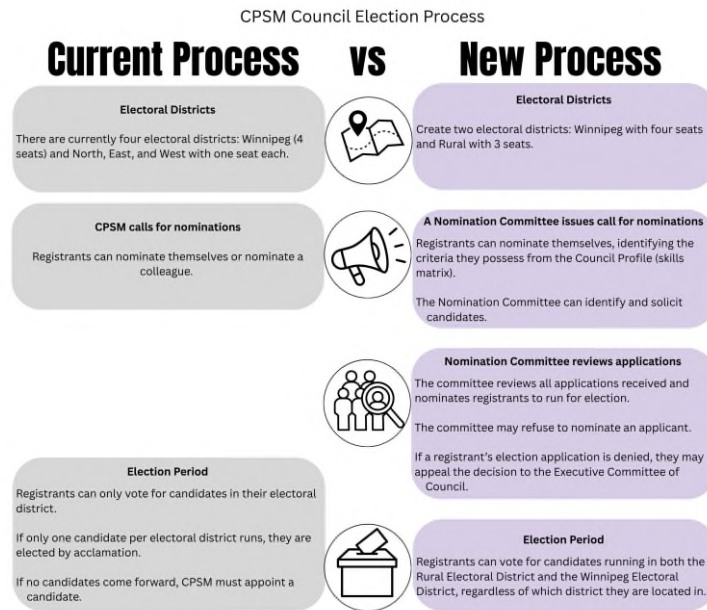 CPSM Council Election Process
Current Process vs New Process
Electoral Districts
There are currently four electoral districts: Winnipeg (4
seats) and North, East, and West with one seat each.
Electoral Districts
Create two electoral districts: Winnipeg with four seats
and Rural with 3 seats.
CPSM calls for nominations
Registrants can nominate themselves or nominate a
colleague.
A Nomination Committee issues call for nominations
Registrants can nominate themselves, identifying the
criteria they possess from the Council Profile (skills
matrix).
The Nomination Committee can identify and solicit
candidates.
Nomination Committee reviews applications
The committee reviews all applications received and
nominates registrants to run for election.
The committee may refuse to nominate an applicant.
If a registrant's election application is denied, they may
appeal the decision to the Executive Committee of
Council.
Election Period
Registrants can only vote for candidates in their electoral
district.
If only one candidate per electoral district runs, they are
elected by acclamation.
If no candidates come forward, CPSM must appoint a
candidate.
Election Period
Registrants can vote for candidates running in both the
Rural Electoral District and the Winnipeg Electoral
District, regardless of which district they are located in.